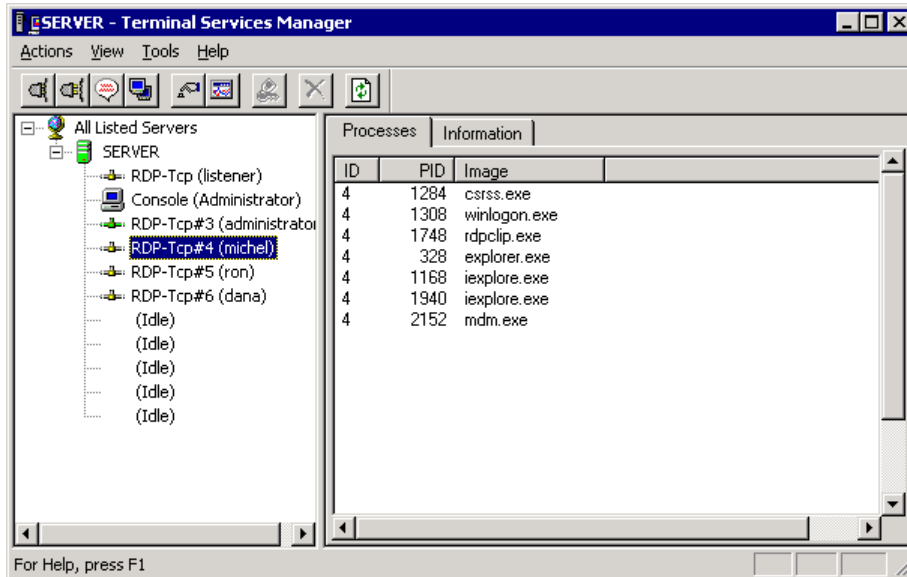 SERVER - Terminal Services Manager
Actions View Tools Help
All Listed Servers
SERVER
RDP-Tcp (listener)
Console (Administrator)
RDP-Tcp#3 (administrator
RDP-Tcp#4 (michel)
RDP-Tcp#5 (ron)
RDP-Tcp#6 (dana)
(Idle)
(Idle)
(Idle)
(Idle)
(Idle)
Processes Information
ID PID Image
4 1284 csrss.exe
4 1308 winlogon.exe
4 1748 rdpclip.exe
4 328 explorer.exe
4 1168 iexplore.exe
4 1940 iexplore.exe
4 2152 mdm.exe
For Help, press F1